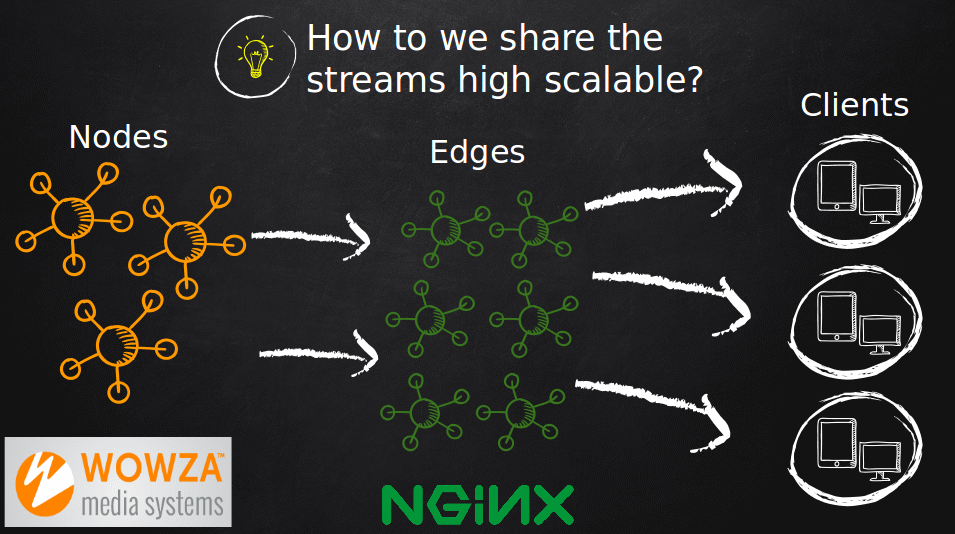 How to we share the
streams high scalable?
Clients
Nodes
Edges
WOWZA™
media systems
NGINX